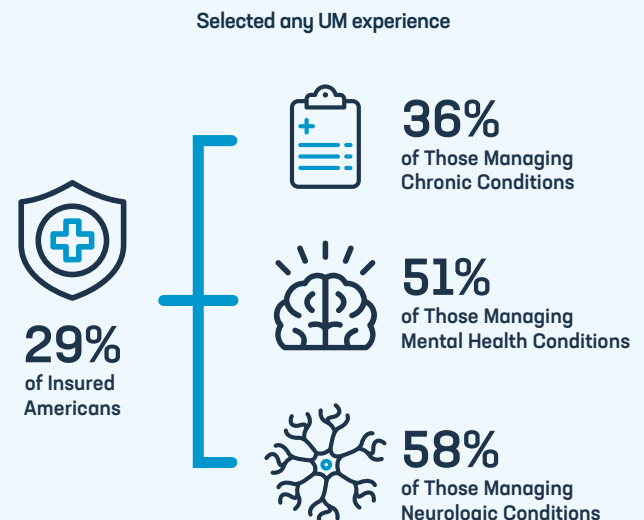 Selected any UM experience
29%
of Insured
Americans
36%
of Those Managing
Chronic Conditions
51%
of Those Managing
Mental Health Conditions
58%
of Those Managing
Neurologic Conditions